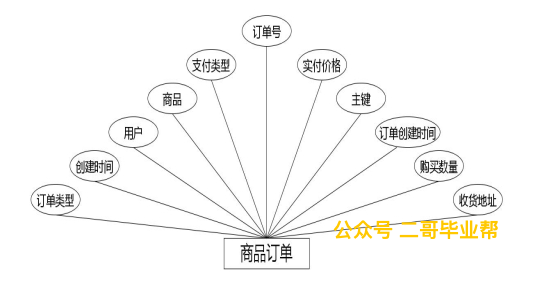 订单号
支付类型
实付价格
商品
主键
用户
订单创建时间
创建时间
购买数量
订单类型
收货地址
公众号 二哥毕业帮
商品订单